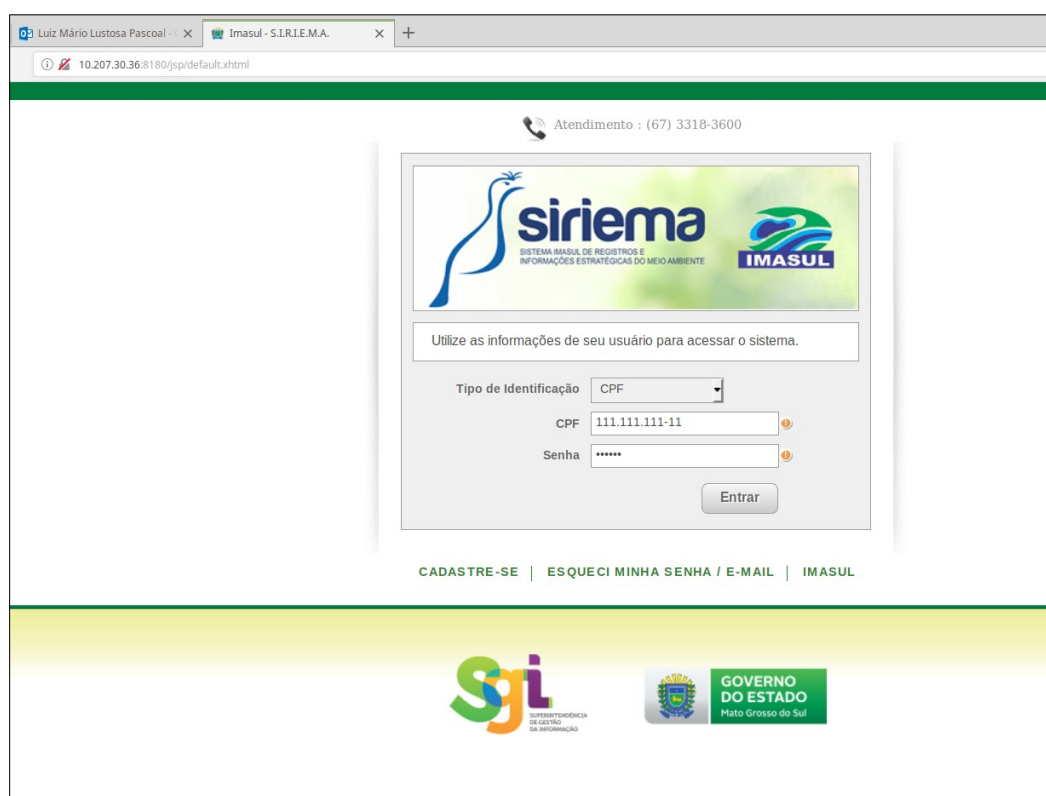 Luiz Mário Lustosa Pascoal -
Imasul - S.I.R.I.E.M.A.
10.207.30.36:8180/jsp/default.xhtml
Atendimento : (67) 3318-3600
siriema
SISTEMA IMASUL DE REGISTROS E
INFORMAÇÕES ESTRATÉGICAS DO MEIO AMBIENTE
IMASUL
Utilize as informações de seu usuário para acessar o sistema.
Tipo de Identificação CPF
CPF 111.111.111-11
Senha ••••••
Entrar
CADASTRE-SE | ESQUECI MINHA SENHA / E-MAIL | IMASUL
SgI
SUPERINTENDÊNCIA
DE GESTÃO
DA INFORMAÇÃO
GOVERNO
DO ESTADO
Mato Grosso do Sul